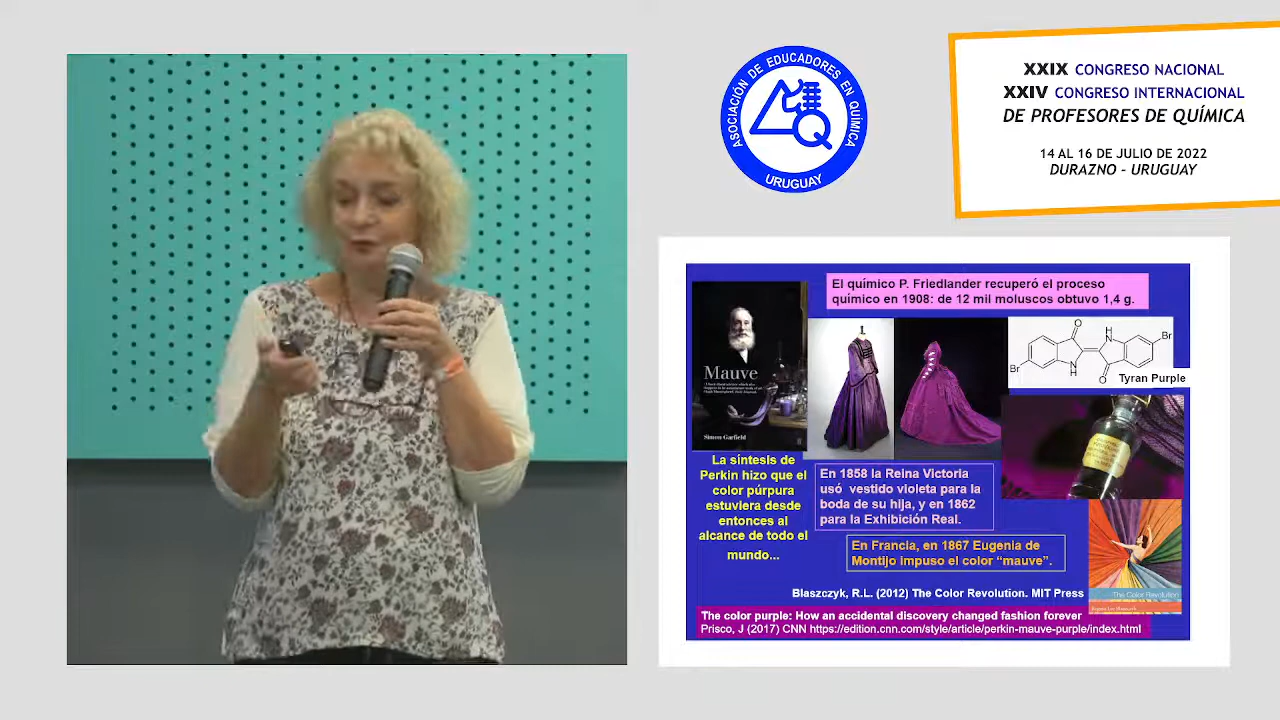 ASOCIACIÓN DE EDUCADORES EN QUÍMICA
URUGUAY
XXIX CONGRESO NACIONAL
XXIV CONGRESO INTERNACIONAL
DE PROFESORES DE QUÍMICA
14 AL 16 DE JULIO DE 2022
DURAZNO - URUGUAY
El químico P. Friedlander recuperó el proceso
químico en 1908: de 12 mil moluscos obtuvo 1,4 g.
Mauve
Simon Garfield
O
H
N
Br
Br
N
H
O
Tyran Purple
La síntesis de
Perkin hizo que el
color púrpura
estuviera desde
entonces al
alcance de todo el
mundo...
En 1858 la Reina Victoria
usó vestido violeta para la
boda de su hija, y en 1862
para la Exhibición Real.
En Francia, en 1867 Eugenia de
Montijo impuso el color “mauve”.
The Color Revolution
Blaszczyk, R.L. (2012) The Color Revolution. MIT Press
The color purple: How an accidental discovery changed fashion forever
Prisco, J (2017) CNN https://edition.cnn.com/style/article/perkin-mauve-purple/index.html